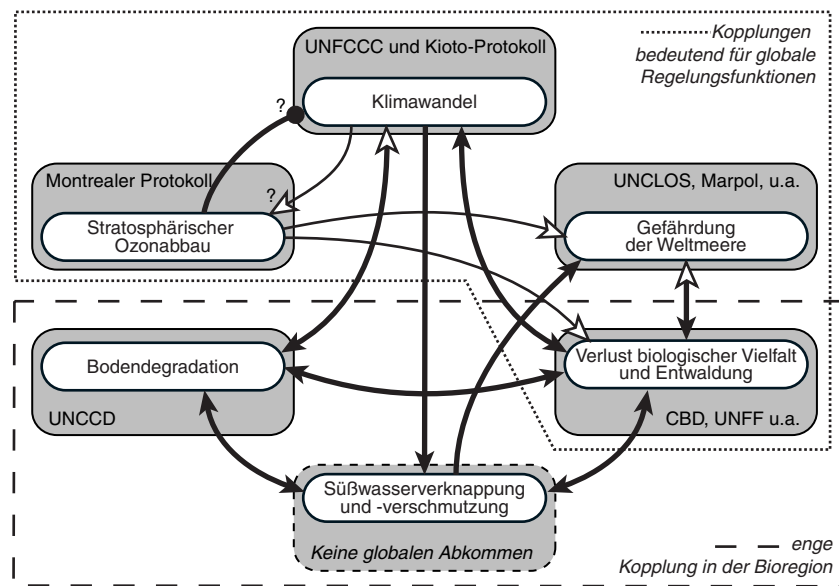 Kopplungen
bedeutend für globale
Regelungsfunktionen
UNFCCC und Kioto-Protokoll
Klimawandel
?
Montrealer Protokoll
?
Stratosphärischer
Ozonabbau
UNCLOS, Marpol, u.a.
Gefährdung
der Weltmeere
Bodendegradation
UNCCD
Verlust biologischer Vielfalt
und Entwaldung
CBD, UNFF u.a.
Süßwasserverknappung
und -verschmutzung
Keine globalen Abkommen
enge
Kopplung in der Bioregion